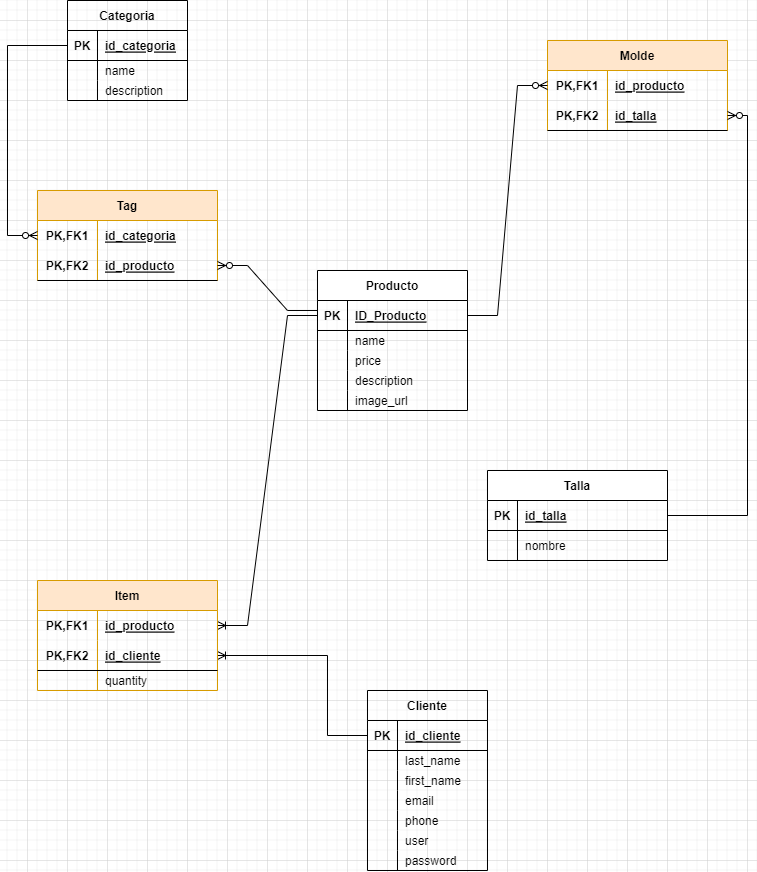 Categoria
PK id_categoria
name
description
Molde
PK,FK1 id_producto
PK,FK2 id_talla
Tag
PK,FK1 id_categoria
PK,FK2 id_producto
Producto
PK ID_Producto
name
price
description
image_url
Talla
PK id_talla
nombre
Item
PK,FK1 id_producto
PK,FK2 id_cliente
quantity
Cliente
PK id_cliente
last_name
first_name
email
phone
user
password